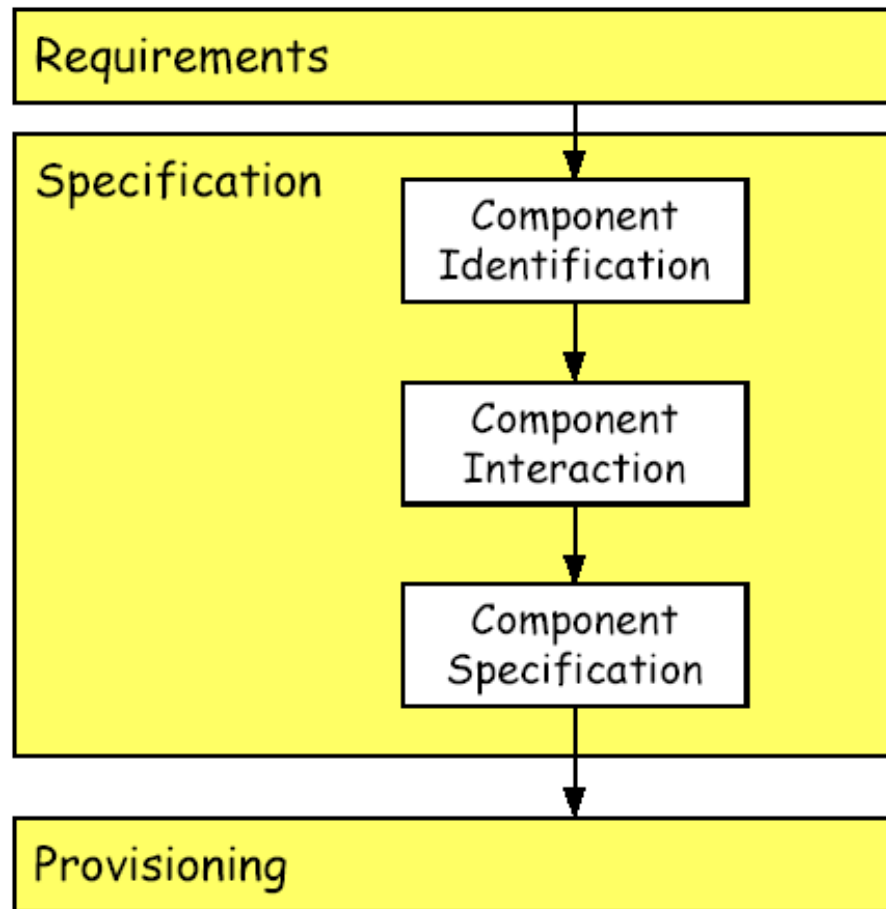 Requirements
Specification
Component
Identification
Component
Interaction
Component
Specification
Provisioning